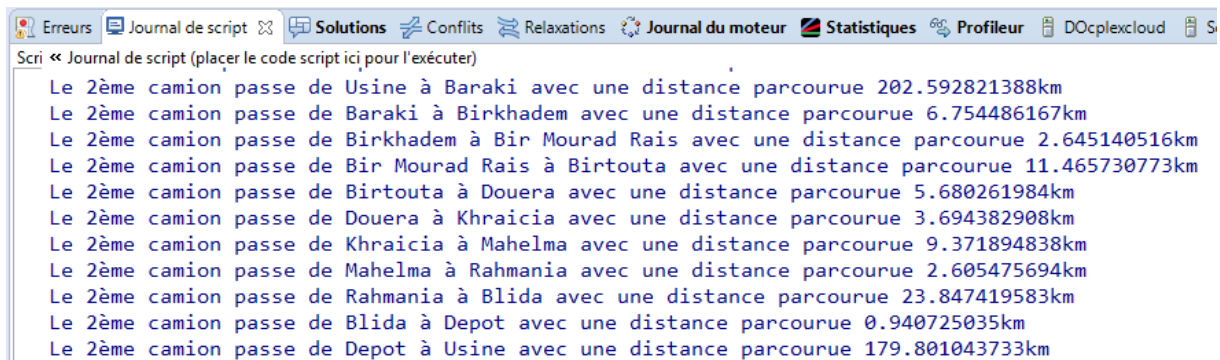 Erreurs Journal de script Solutions Conflits Relaxations Journal du moteur Statistiques Profileur DOcplexcloud
Scri « Journal de script (placer le code script ici pour l'exécuter)
Le 2ème camion passe de Usine à Baraki avec une distance parcourue 202.592821388km
Le 2ème camion passe de Baraki à Birkhadem avec une distance parcourue 6.754486167km
Le 2ème camion passe de Birkhadem à Bir Mourad Rais avec une distance parcourue 2.645140516km
Le 2ème camion passe de Bir Mourad Rais à Birtouta avec une distance parcourue 11.465730773km
Le 2ème camion passe de Birtouta à Douera avec une distance parcourue 5.680261984km
Le 2ème camion passe de Douera à Khraicia avec une distance parcourue 3.694382908km
Le 2ème camion passe de Khraicia à Mahelma avec une distance parcourue 9.371894838km
Le 2ème camion passe de Mahelma à Rahmania avec une distance parcourue 2.605475694km
Le 2ème camion passe de Rahmania à Blida avec une distance parcourue 23.847419583km
Le 2ème camion passe de Blida à Depot avec une distance parcourue 0.940725035km
Le 2ème camion passe de Depot à Usine avec une distance parcourue 179.801043733km